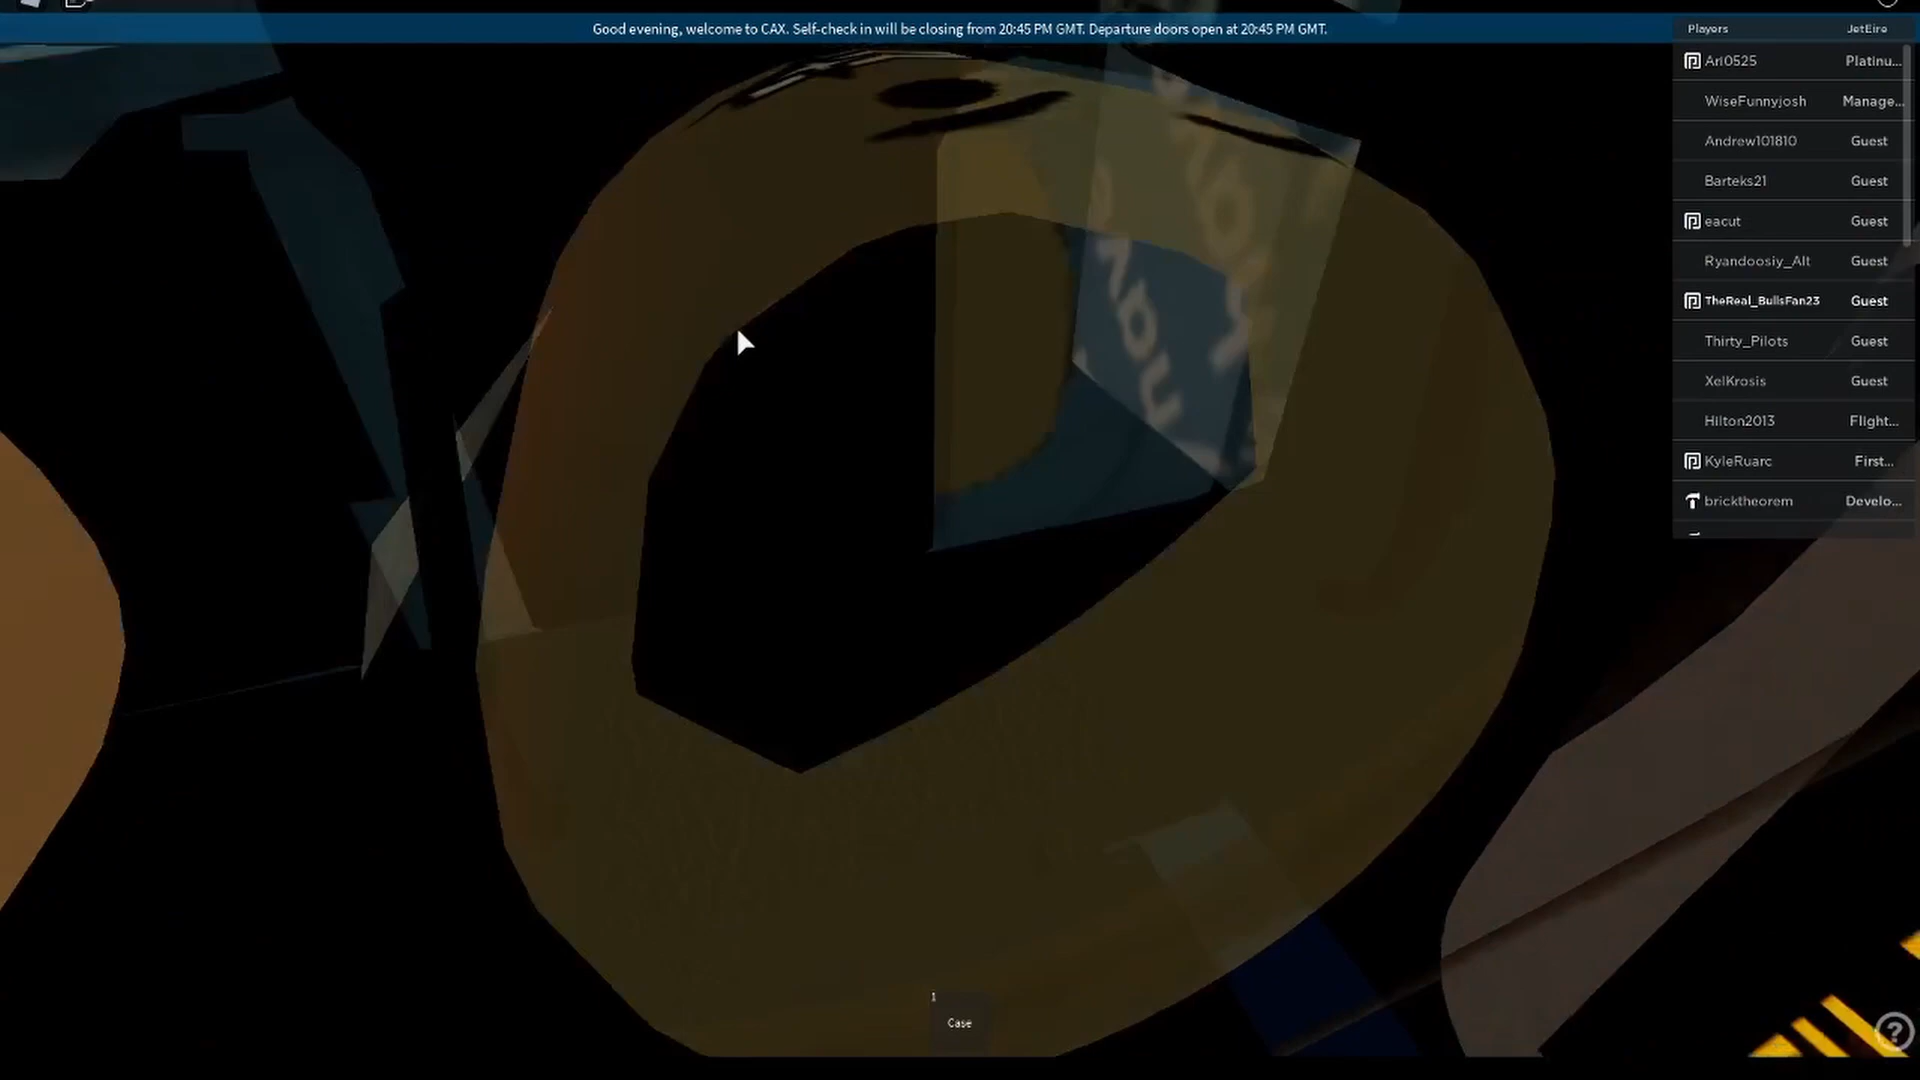 Good evening, welcome to CAX. Self-check in will be closing from 20:45 PM GMT. Departure doors open at 20:45 PM GMT.
Players JetEire
Ari0525 Platinu...
WiseFunnyjosh Manage...
Andrew101810 Guest
Barteks21 Guest
eacut Guest
Ryandoosiy_Alt Guest
TheReal_BullsFan23 Guest
Thirty_Pilots Guest
XelKrosis Guest
Hilton2013 Flight...
KyleRuarc First...
bricktheorem Develo...
1
Case
?